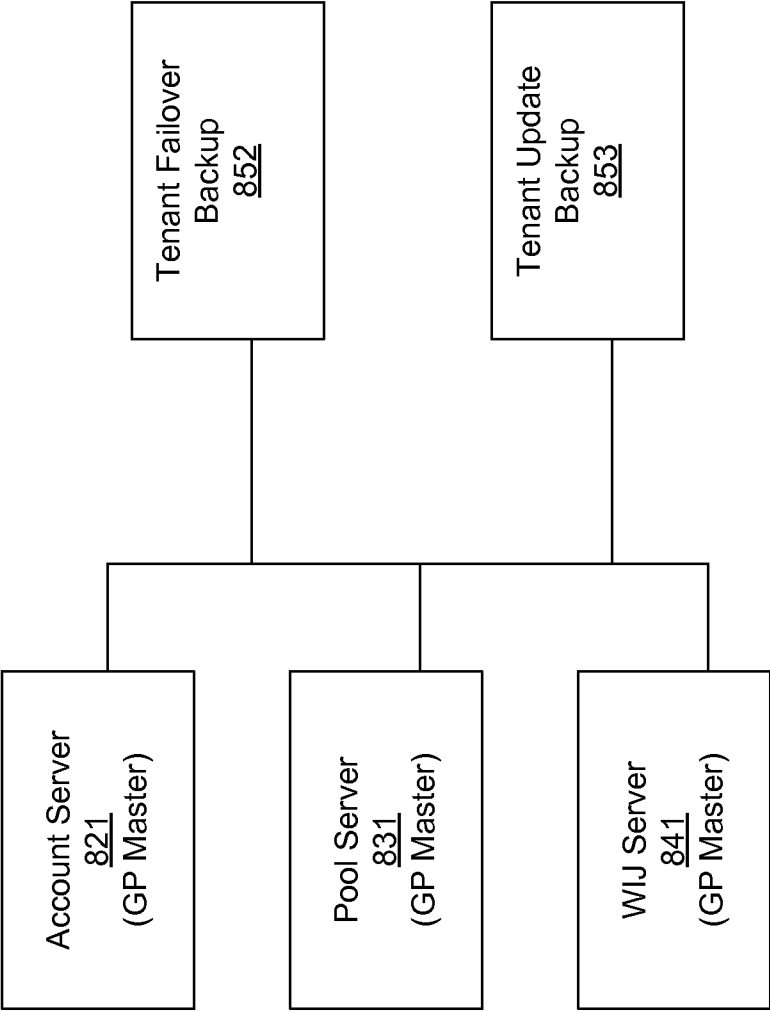 Account Server
821
(GP Master)
Pool Server
831
(GP Master)
WIJ Server
841
(GP Master)
Tenant Failover
Backup
852
Tenant Update
Backup
853